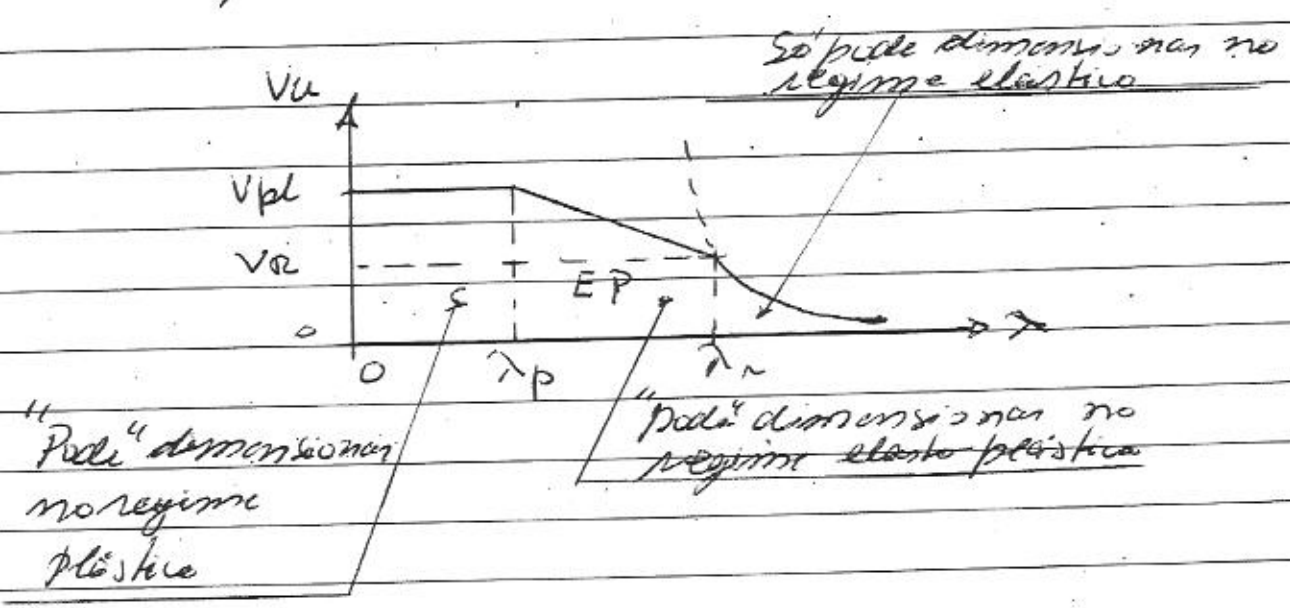 Só pode dimensionar no
regime elástico
Vu
Vpl
VR
EP
0
0
λp
λr
λ
"Pode" dimensionar
no regime
plástico
"Pode" dimensionar no
regime elasto plástico